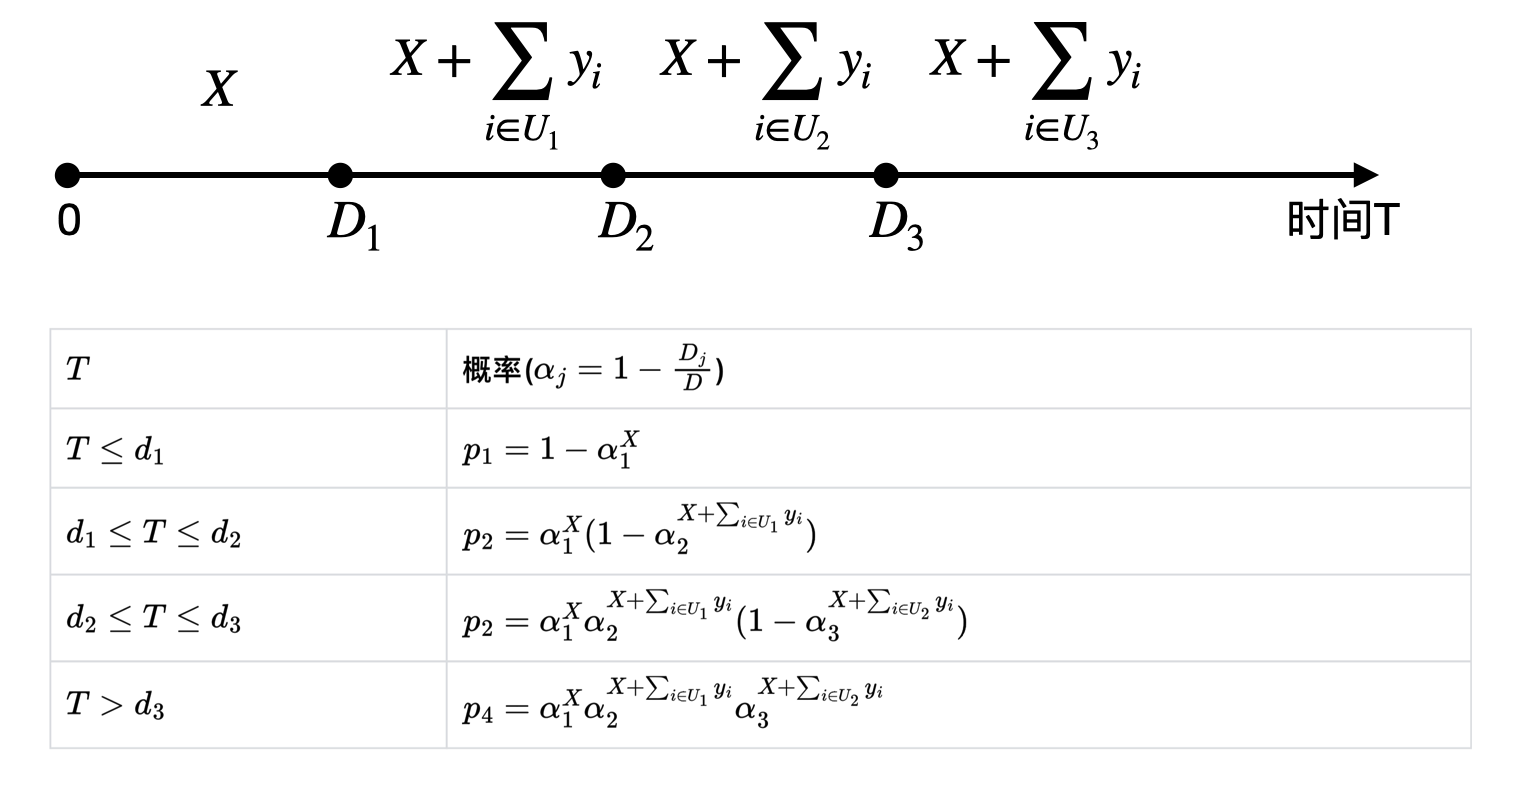 X X + ∑_{i∈U_1} y_i X + ∑_{i∈U_2} y_i X + ∑_{i∈U_3} y_i
0 D_1 D_2 D_3 时间T
T 概率(α_j = 1 − \frac{D_j}{D})
T ≤ d_1 p_1 = 1 − α_1^X
d_1 ≤ T ≤ d_2 p_2 = α_1^X(1 − α_2^{X+∑_{i∈U_1} y_i})
d_2 ≤ T ≤ d_3 p_2 = α_1^X α_2^{X+∑_{i∈U_1} y_i}(1 − α_3^{X+∑_{i∈U_2} y_i})
T > d_3 p_4 = α_1^X α_2^{X+∑_{i∈U_1} y_i} α_3^{X+∑_{i∈U_2} y_i}